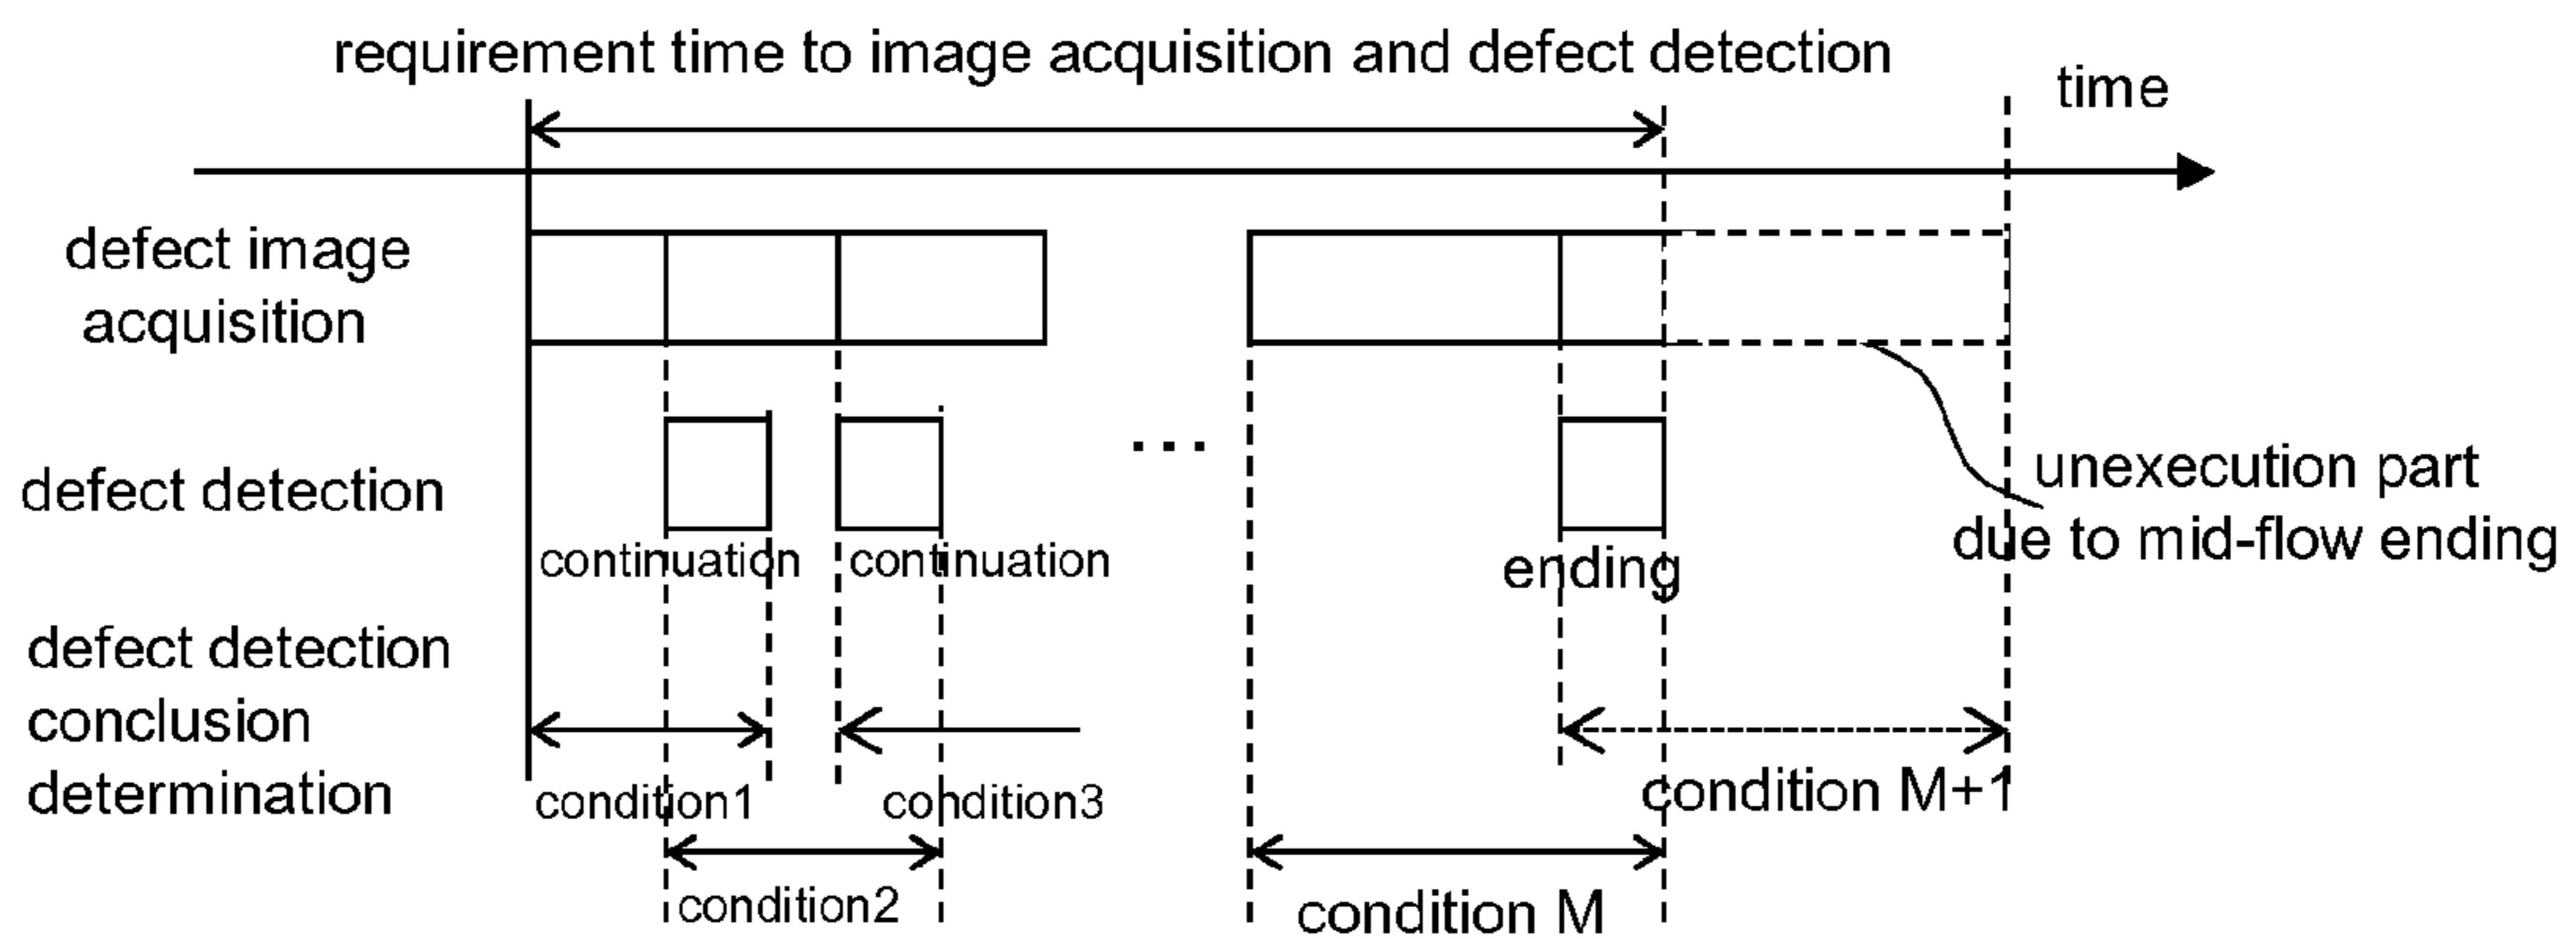 requirement time to image acquisition and defect detection
time
defect image
acquisition
defect detection
...
unexecution part
due to mid-flow ending
continuation
continuation
ending
defect detection
conclusion
determination
condition1
condition3
condition M+1
condition2
condition M